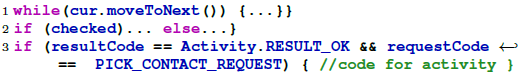 1 while(cur.moveToNext()) {...}}
2 if (checked)... else...}
3 if (resultCode == Activity.RESULT_OK && requestCode ↩
== PICK_CONTACT_REQUEST) { //code for activity }